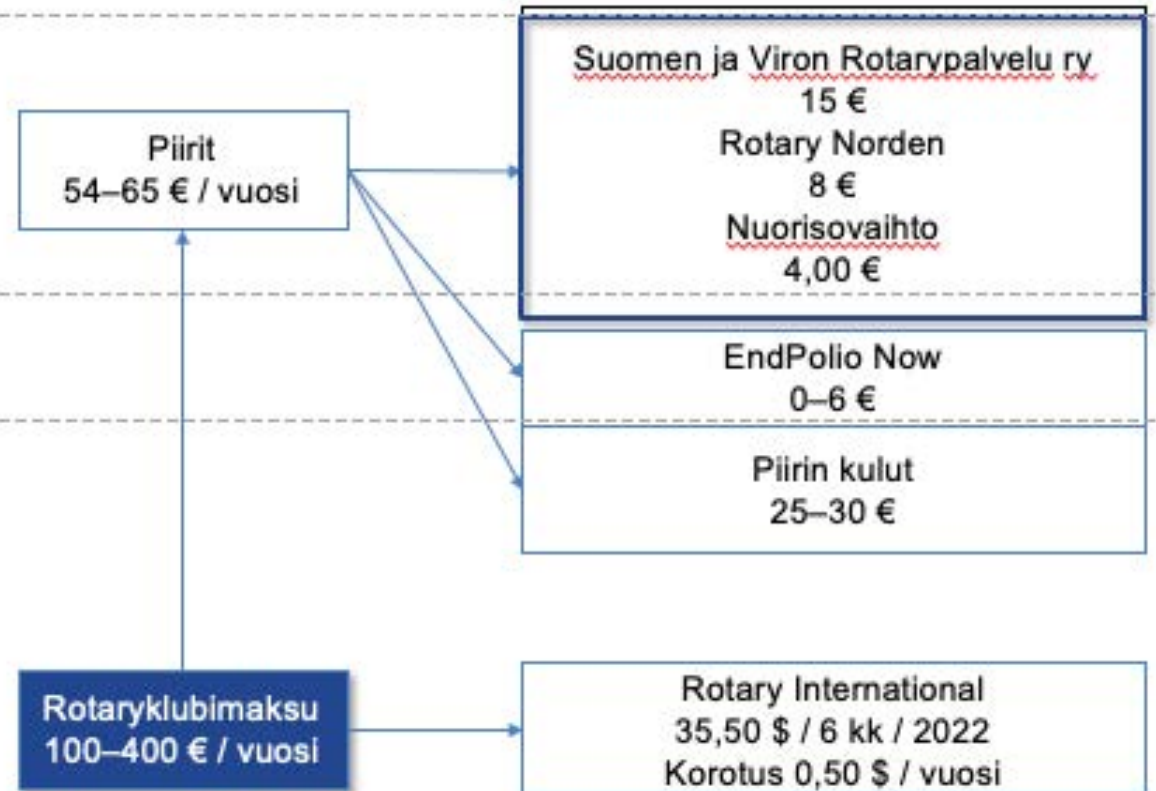 Suomen ja Viron Rotarypalvelu ry
15 €
Rotary Norden
8 €
Nuorisovaihto
4,00 €
Piirit
54–65 € / vuosi
EndPolio Now
0–6 €
Piirin kulut
25–30 €
Rotaryklubimaksu
100–400 € / vuosi
Rotary International
35,50 $ / 6 kk / 2022
Korotus 0,50 $ / vuosi